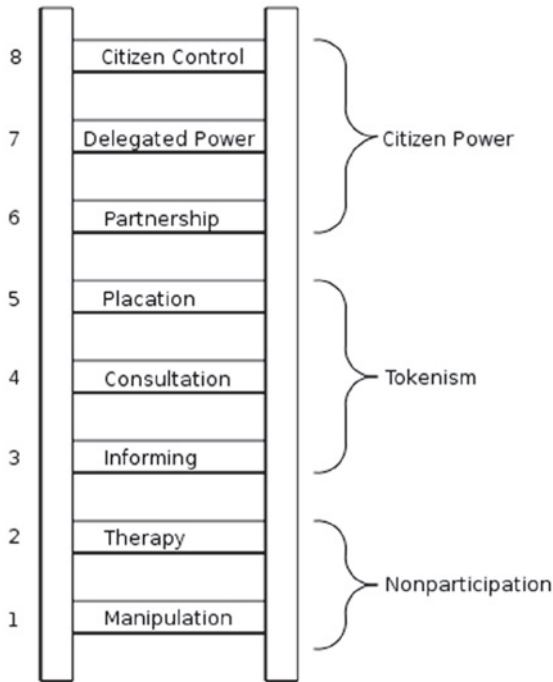 8 Citizen Control
7 Delegated Power Citizen Power
6 Partnership
5 Placation
4 Consultation Tokenism
3 Informing
2 Therapy
Nonparticipation
1 Manipulation